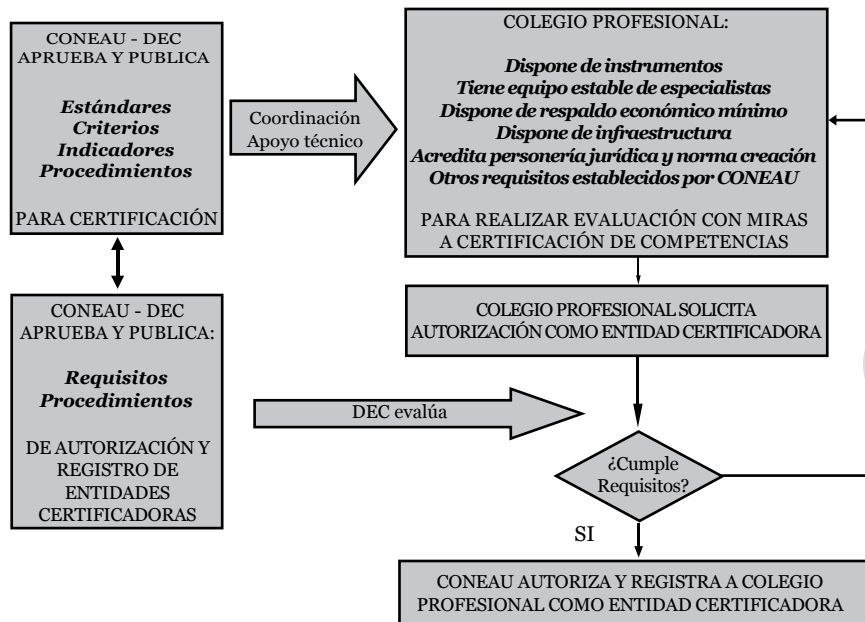 CONEAU - DEC
APRUEBA Y PUBLICA
Estándares
Criterios
Indicadores
Procedimientos
PARA CERTIFICACIÓN
Coordinación
Apoyo técnico
COLEGIO PROFESIONAL:
Dispone de instrumentos
Tiene equipo estable de especialistas
Dispone de respaldo económico mínimo
Dispone de infraestructura
Acredita personería jurídica y norma creación
Otros requisitos establecidos por CONEAU
PARA REALIZAR EVALUACIÓN CON MIRAS
A CERTIFICACIÓN DE COMPETENCIAS
CONEAU - DEC
APRUEBA Y PUBLICA:
Requisitos
Procedimientos
DE AUTORIZACIÓN Y
REGISTRO DE
ENTIDADES
CERTIFICADORAS
COLEGIO PROFESIONAL SOLICITA
AUTORIZACIÓN COMO ENTIDAD CERTIFICADORA
DEC evalúa
¿Cumple
Requisitos?
SI
CONEAU AUTORIZA Y REGISTRA A COLEGIO
PROFESIONAL COMO ENTIDAD CERTIFICADORA